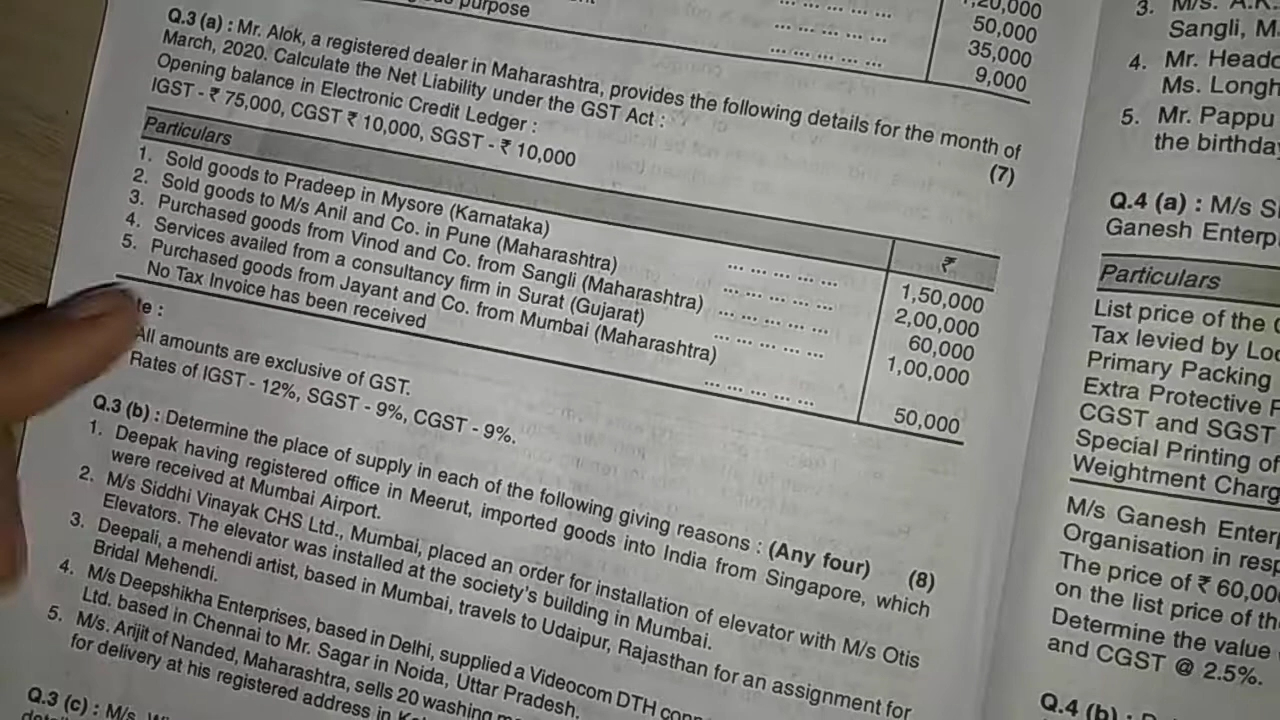 purpose
1,20,000
50,000
35,000
9,000
Q.3 (a) : Mr. Alok, a registered dealer in Maharashtra, provides the following details for the month of
March, 2020. Calculate the Net Liability under the GST Act : (7)
Opening balance in Electronic Credit Ledger :
IGST - ₹ 75,000, CGST ₹ 10,000, SGST - ₹ 10,000
Particulars ₹
1. Sold goods to Pradeep in Mysore (Karnataka) ... ... ... ... ... 1,50,000
2. Sold goods to M/s Anil and Co. in Pune (Maharashtra) ... ... ... ... ... 2,00,000
3. Purchased goods from Vinod and Co. from Sangli (Maharashtra) ... ... ... ... ... 60,000
4. Services availed from a consultancy firm in Surat (Gujarat) ... ... ... ... ... 1,00,000
5. Purchased goods from Jayant and Co. from Mumbai (Maharashtra)
No Tax Invoice has been received ... ... ... ... ... 50,000
te :
All amounts are exclusive of GST.
Rates of IGST - 12%, SGST - 9%, CGST - 9%.
Q.3 (b) : Determine the place of supply in each of the following giving reasons : (Any four) (8)
1. Deepak having registered office in Meerut, imported goods into India from Singapore, which
were received at Mumbai Airport.
2. M/s Siddhi Vinayak CHS Ltd., Mumbai, placed an order for installation of elevator with M/s Otis
Elevators. The elevator was installed at the society's building in Mumbai.
3. Deepali, a mehendi artist, based in Mumbai, travels to Udaipur, Rajasthan for an assignment for
Bridal Mehendi.
4. M/s Deepshikha Enterprises, based in Delhi, supplied a Videocom DTH
Ltd. based in Chennai to Mr. Sagar in Noida, Uttar Pradesh.
5. M/s. Arijit of Nanded, Maharashtra, sells 20 washing
for delivery at his registered address in
Q.3 (c) : M/s.
3. M/s. A.K.
Sangli, M
4. Mr. Head
Ms. Longh
5. Mr. Pappu
the birthda
Q.4 (a) : M/s S
Ganesh Enterp
Particulars
List price of the
Tax levied by Lo
Primary Packing
Extra Protective P
CGST and SGST
Special Printing of
Weightment Charg
M/s Ganesh Enter
Organisation in resp
The price of ₹ 60,00
on the list price of th
Determine the value
and CGST @ 2.5%.
Q.4 (b) :